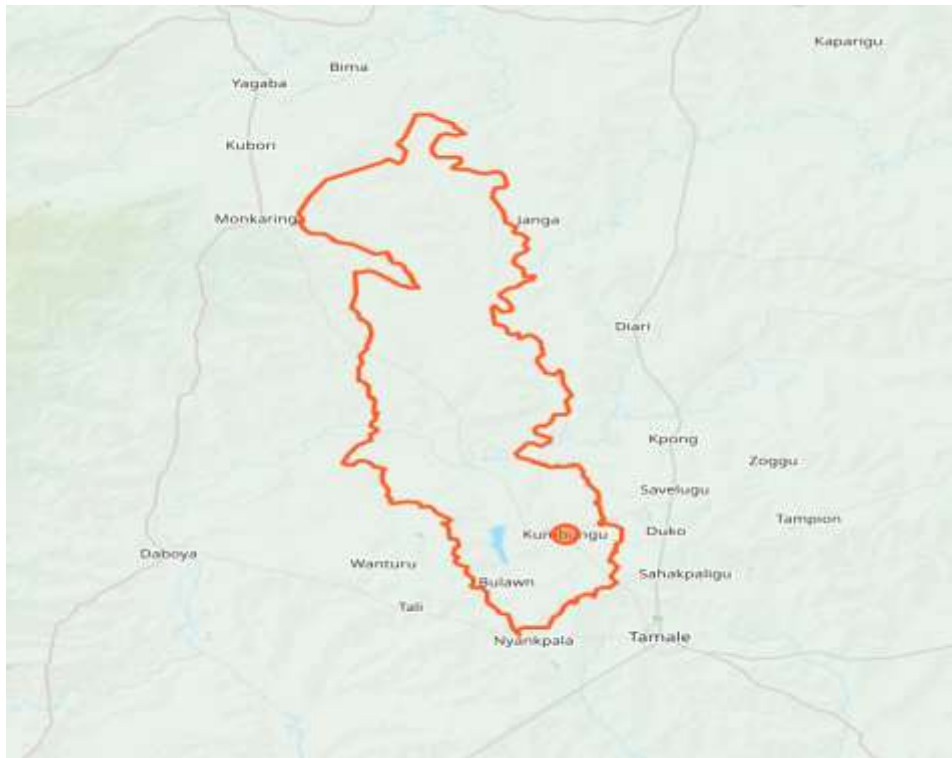 Kaparigu
Bima
Yagaba
Kubori
Monkaring
Janga
Diari
Kpong
Zoggu
Savelugu
Tampion
Duko
Kumbungu
Daboya
Wanturu
Sahakpaligu
Bulawn
Tali
Tamale
Nyankpala